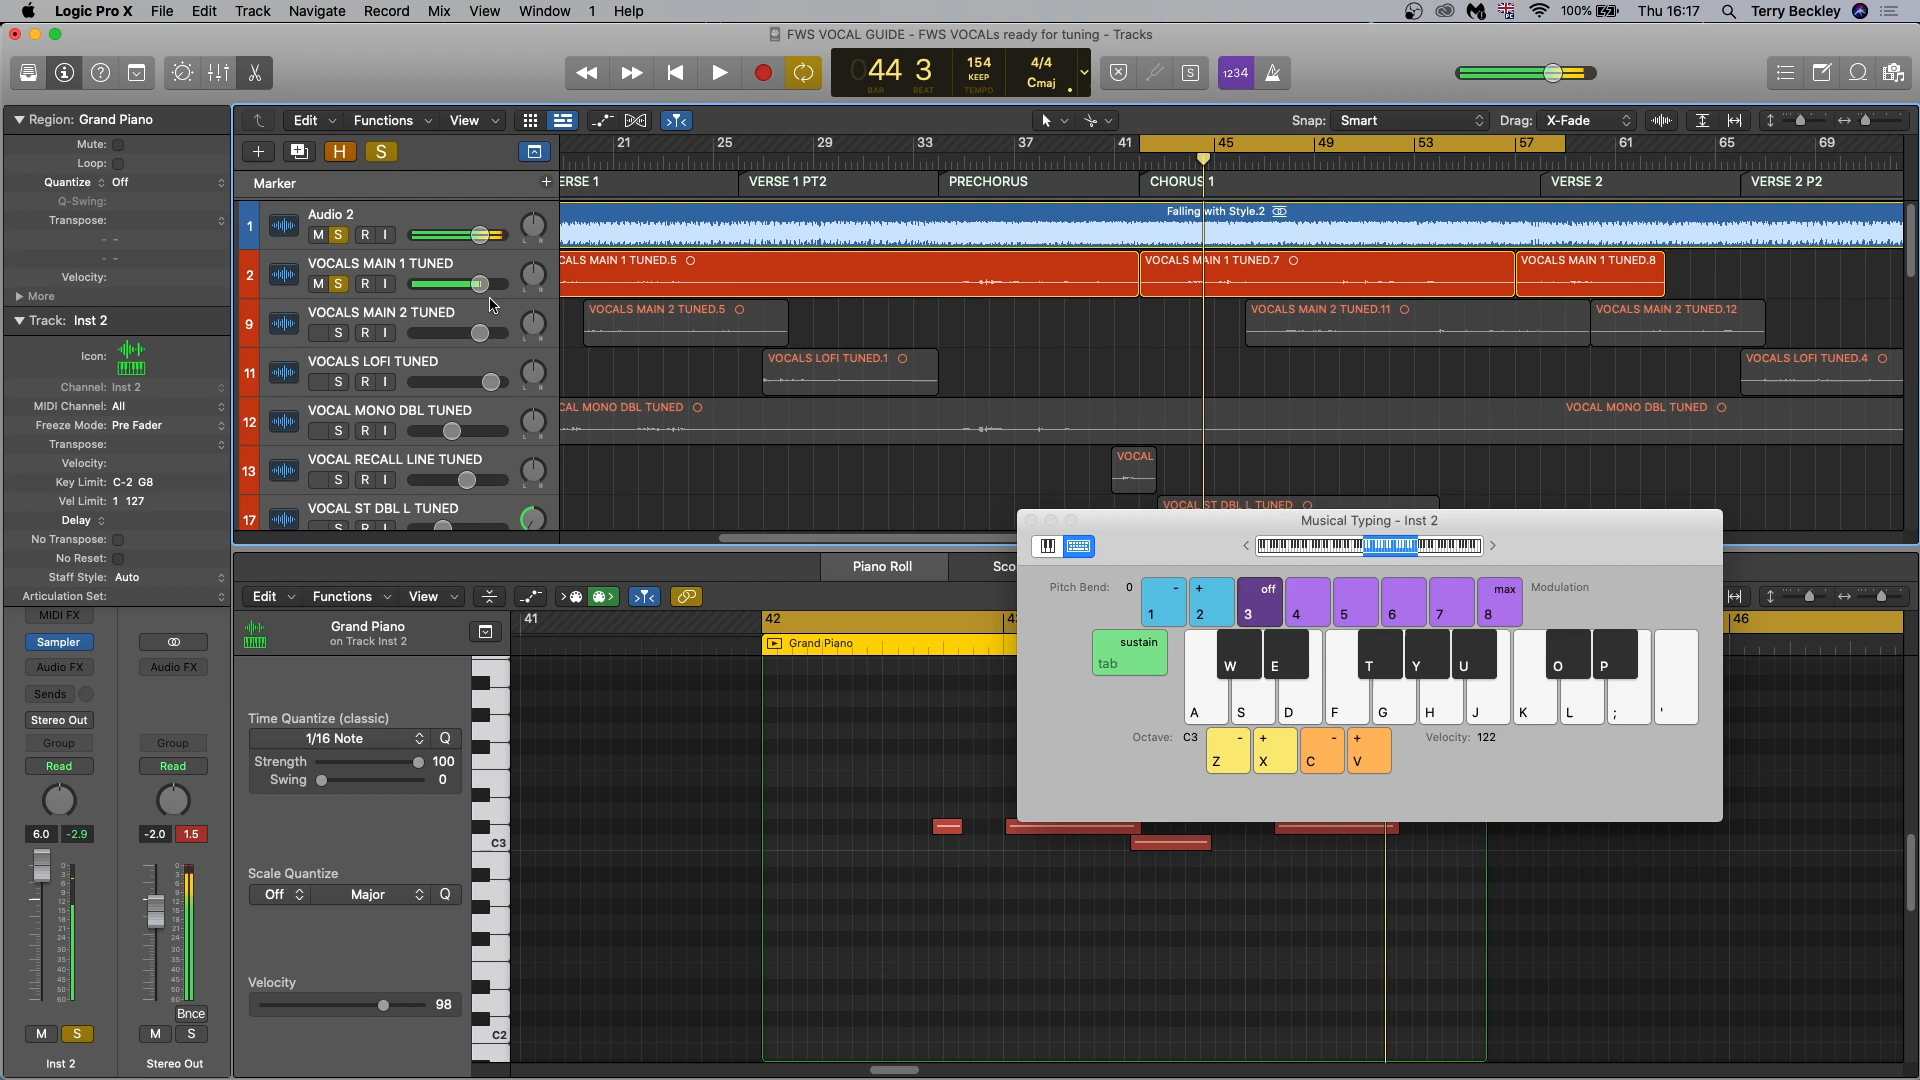 Logic Pro X File Edit Track Navigate Record Mix View Window 1 Help
100% Thu 16:17 Terry Beckley
FWS VOCAL GUIDE - FWS VOCALs ready for tuning - Tracks
44 3 154 4/4
KEEP Cmaj
BAR BEAT TEMPO
S 1234
Region: Grand Piano
Edit Functions View
Snap: Smart Drag: X-Fade
Mute:
Loop:
Quantize Off
Q-Swing:
Transpose:
Velocity:
More
H S
21 25 29 33 37 41 45 49 53 57 61 65 69
Marker +
ERSE 1 VERSE 1 PT2 PRECHORUS CHORUS 1 VERSE 2 VERSE 2 P2
1 Audio 2
M S R I
Falling with Style.2
2 VOCALS MAIN 1 TUNED
M S R I
CALS MAIN 1 TUNED.5 VOCALS MAIN 1 TUNED.7 VOCALS MAIN 1 TUNED.8
9 VOCALS MAIN 2 TUNED
S R I
VOCALS MAIN 2 TUNED.5 VOCALS MAIN 2 TUNED.11 VOCALS MAIN 2 TUNED.12
11 VOCALS LOFI TUNED
S R I
VOCALS LOFI TUNED.1 VOCALS LOFI TUNED.4
12 VOCAL MONO DBL TUNED
S R I
CAL MONO DBL TUNED VOCAL MONO DBL TUNED
13 VOCAL RECALL LINE TUNED
S R I
VOCAL
17 VOCAL ST DBL L TUNED
S R I
VOCAL ST DBL L TUNED
Track: Inst 2
Icon:
Channel: Inst 2
MIDI Channel: All
Freeze Mode: Pre Fader
Transpose:
Velocity:
Key Limit: C-2 G8
Vel Limit: 1 127
Delay
No Transpose:
No Reset:
Staff Style: Auto
Articulation Set:
MIDI FX
Sampler
Audio FX Audio FX
Sends
Stereo Out
Group Group
Read Read
6.0 -2.9 -2.0 1.5
Bnce
M S M S
Inst 2 Stereo Out
Piano Roll Sco
Edit Functions View
41 42 46
Grand Piano
on Track Inst 2
Grand Piano
Time Quantize (classic)
1/16 Note Q
Strength 100
Swing 0
Scale Quantize
Off Major Q
Velocity
98
C3
C2
Musical Typing - Inst 2
Pitch Bend: 0 - + off max Modulation
1 2 3 4 5 6 7 8
sustain
tab
W E T Y U O P
A S D F G H J K L ; '
Octave: C3 - + - + Velocity: 122
Z X C V